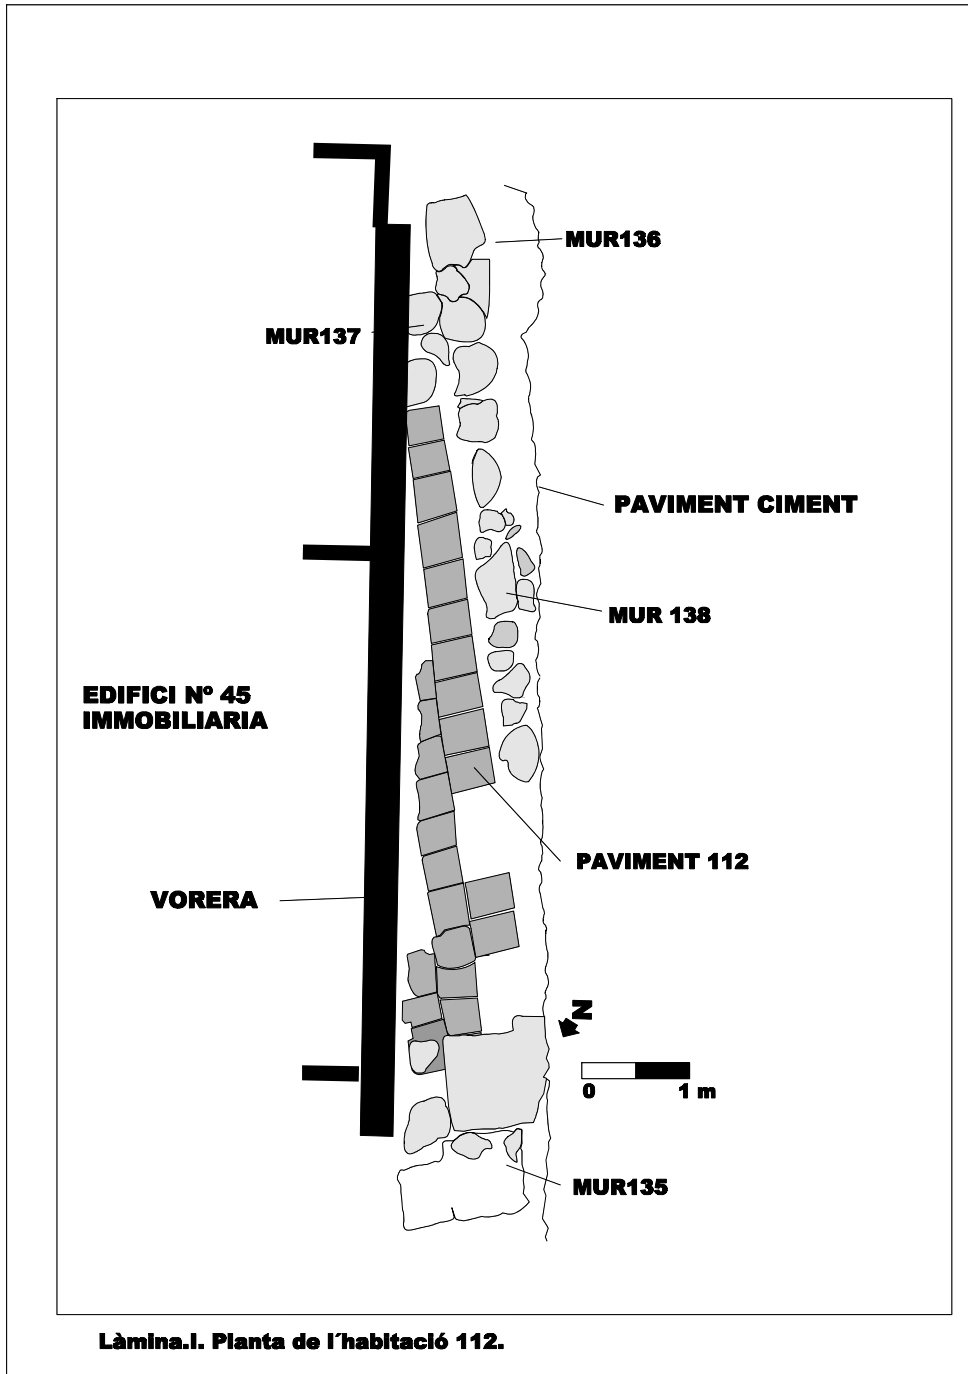 MUR136
MUR137
PAVIMENT CIMENT
MUR 138
EDIFICI Nº 45
IMMOBILIARIA
PAVIMENT 112
VORERA
N
0 1 m
MUR135
Làmina.I. Planta de l´habitació 112.